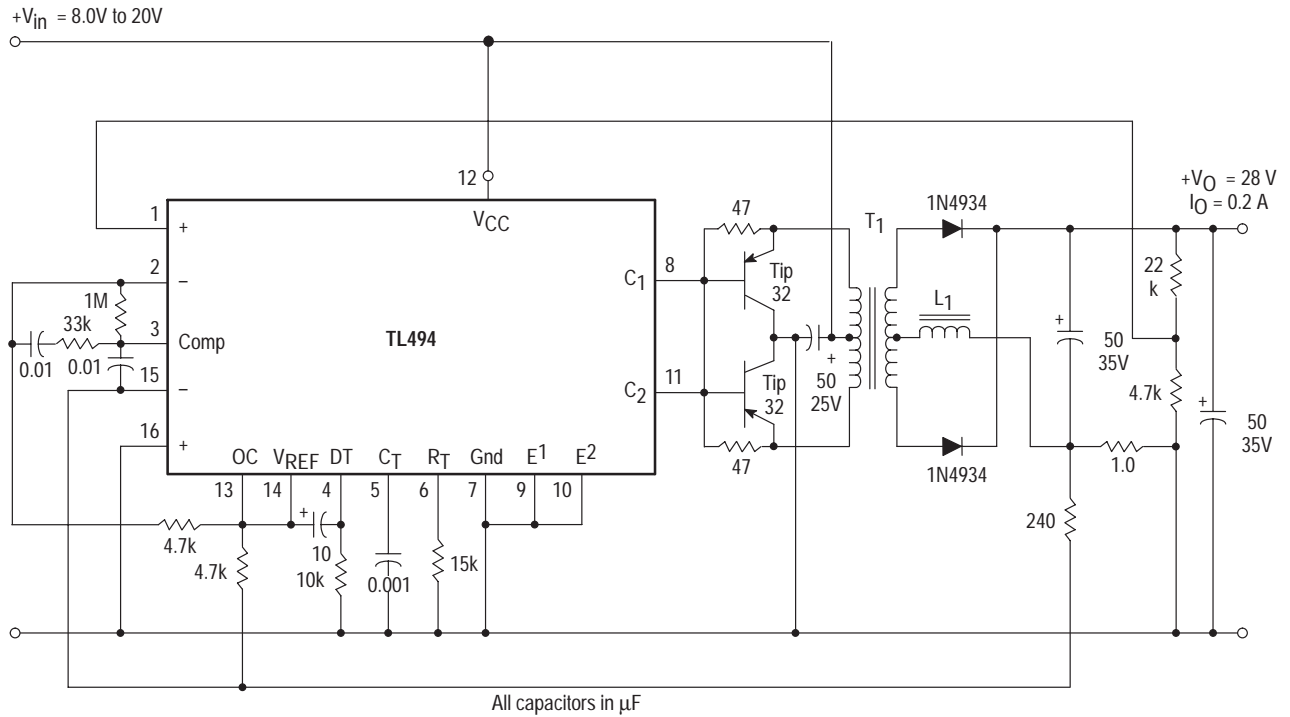 +Vin = 8.0V to 20V
12
VCC
+VO = 28 V
IO = 0.2 A
1N4934
47
T1
1
+
2
−
1M
33k
3
Comp
0.01
0.01
15
−
16
+
TL494
C1
8
Tip
32
C2
11
Tip
32
47
+
50
25V
L1
1N4934
+
50
35V
22
k
4.7k
+
50
35V
1.0
240
OC
VREF
DT
CT
RT
Gnd
E1
E2
13
14
4
5
6
7
9
10
+
4.7k
4.7k
10
10k
0.001
15k
All capacitors in μF